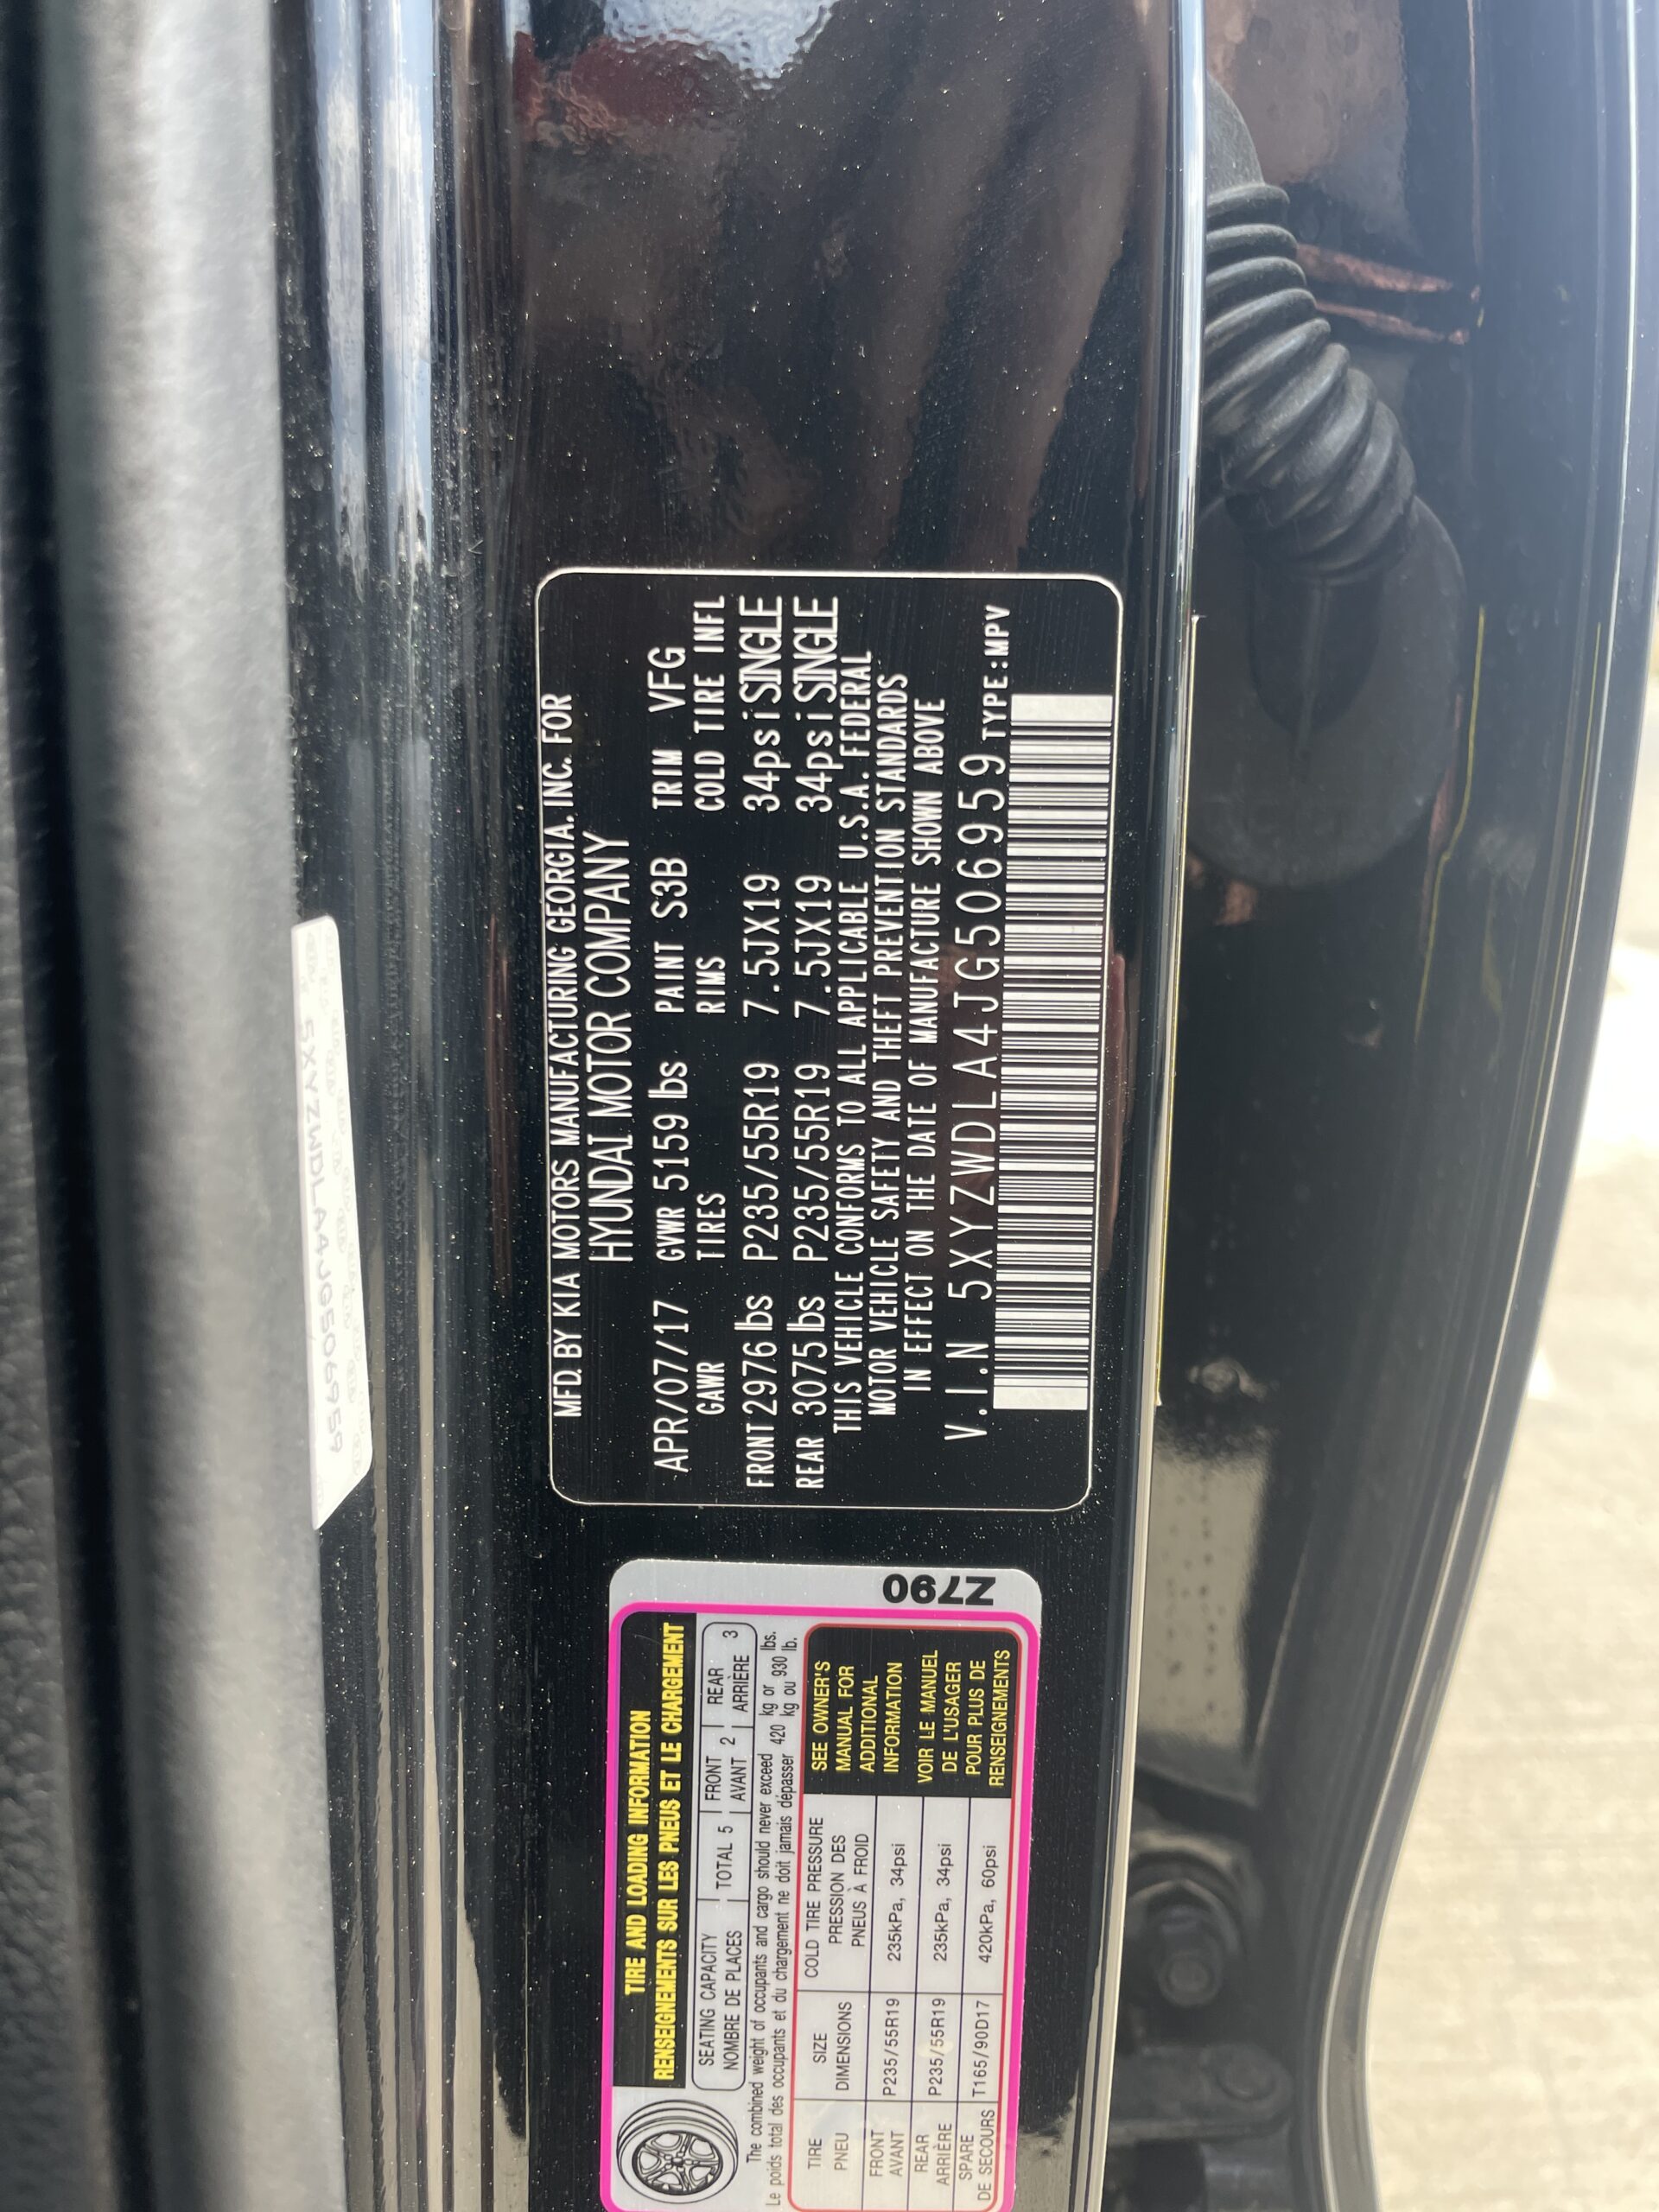 MFD. BY KIA MOTORS MANUFACTURING GEORGIA. INC. FOR
HYUNDAI MOTOR COMPANY
APR/07/17 GVWR 5159 lbs PAINT S3B TRIM VFG
GAWR TIRES RIMS COLD TIRE INFL
FRONT 2976 lbs P235/55R19 7.5JX19 34psi SINGLE
REAR 3075 lbs P235/55R19 7.5JX19 34psi SINGLE
THIS VEHICLE CONFORMS TO ALL APPLICABLE U.S.A. FEDERAL
MOTOR VEHICLE SAFETY AND THEFT PREVENTION STANDARDS
IN EFFECT ON THE DATE OF MANUFACTURE SHOWN ABOVE
V.I.N 5XYZWDLA4JG506959 TYPE:MPV
TIRE AND LOADING INFORMATION
RENSEIGNEMENTS SUR LES PNEUS ET LE CHARGEMENT
SEATING CAPACITY
NOMBRE DE PLACES
TOTAL 5
FRONT
AVANT 2
REAR
ARRIÈRE 3
The combined weight of occupants and cargo should never exceed 420 kg or 930 lbs.
Le poids total des occupants et du chargement ne doit jamais dépasser 420 kg ou 930 lb.
TIRE
PNEU
SIZE
DIMENSIONS
COLD TIRE PRESSURE
PRESSION DES
PNEUS À FROID
FRONT
AVANT
P235/55R19
235kPa, 34psi
REAR
ARRIÈRE
P235/55R19
235kPa, 34psi
SPARE
DE SECOURS
T165/90D17
420kPa, 60psi
SEE OWNER'S
MANUAL FOR
ADDITIONAL
INFORMATION
VOIR LE MANUEL
DE L'USAGER
POUR PLUS DE
RENSEIGNEMENTS
Z790
5XYZWDLA4JG506959